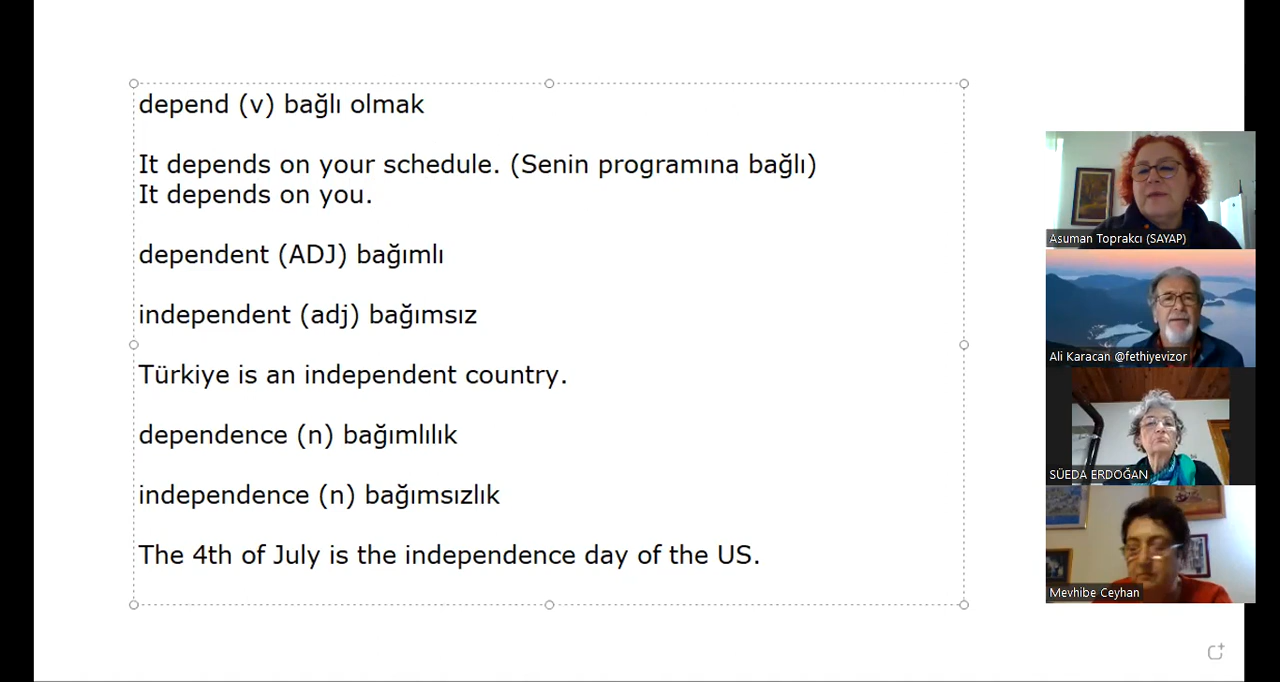 depend (v) bağlı olmak
It depends on your schedule. (Senin programına bağlı)
It depends on you.
dependent (ADJ) bağımlı
independent (adj) bağımsız
Türkiye is an independent country.
dependence (n) bağımlılık
independence (n) bağımsızlık
The 4th of July is the independence day of the US.
Asuman Toprakcı (SAYAP)
Ali Karacan @fethiyevizor
SÜEDA ERDOĞAN
Mevhibe Ceyhan